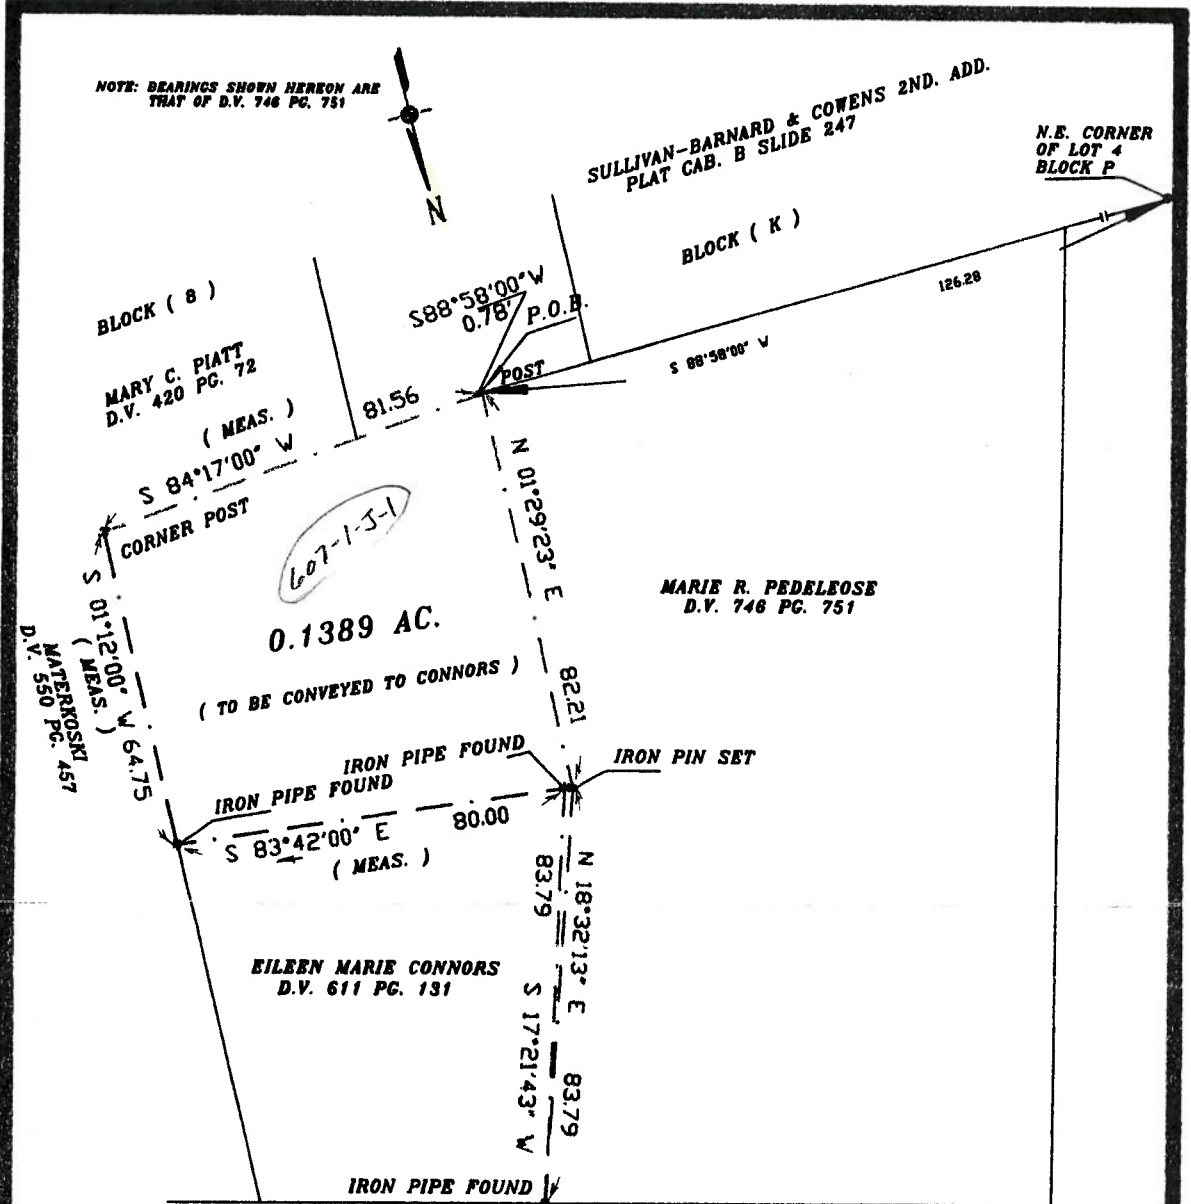 NOTE: BEARINGS SHOWN HEREON ARE
THAT OF D.V. 746 PG. 751
N
SULLIVAN-BARNARD & COWENS 2ND. ADD.
PLAT CAB. B SLIDE 247
N.E. CORNER
OF LOT 4
BLOCK P
BLOCK ( K )
BLOCK ( 8 )
S88°58'00" W
0.78'
P.O.B.
126.28
S 88°58'00" W
POST
MARY C. PIATT
D.V. 420 PG. 72
( MEAS. )
81.56
S 84°17'00" W
CORNER POST
607-1-J-1
N 01°29'23" E
82.21
MARIE R. PEDELEOSE
D.V. 746 PG. 751
0.1389 AC.
( TO BE CONVEYED TO CONNORS )
S 01°12'00" W 64.75
( MEAS. )
MATERKOSKI
D.V. 550 PG. 457
IRON PIPE FOUND
IRON PIN SET
IRON PIPE FOUND
S 83°42'00" E
80.00
( MEAS. )
83.79
S 17°21'43" W
N 18°32'13" E
83.79
EILEEN MARIE CONNORS
D.V. 611 PG. 131
IRON PIPE FOUND